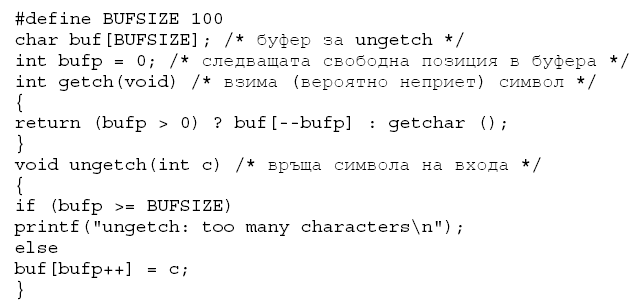 #define BUFSIZE 100
char buf[BUFSIZE]; /* буфер за ungetch */
int bufp = 0; /* следващата свободна позиция в буфера */
int getch(void) /* взима (вероятно неприет) символ */
{
return (bufp > 0) ? buf[--bufp] : getchar ();
}
void ungetch(int c) /* връща символа на входа */
{
if (bufp >= BUFSIZE)
printf("ungetch: too many characters\n");
else
buf[bufp++] = c;
}